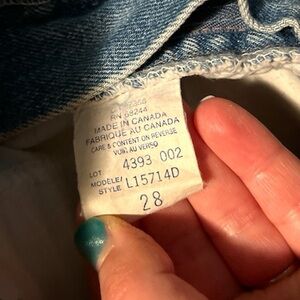 RN 58244
MADE IN CANADA
FABRIQUE AU CANADA
CARE & CONTENT ON REVERSE
VOIR AU VERSO
LOT 4393 002
MODELE/
STYLE L15714D
28